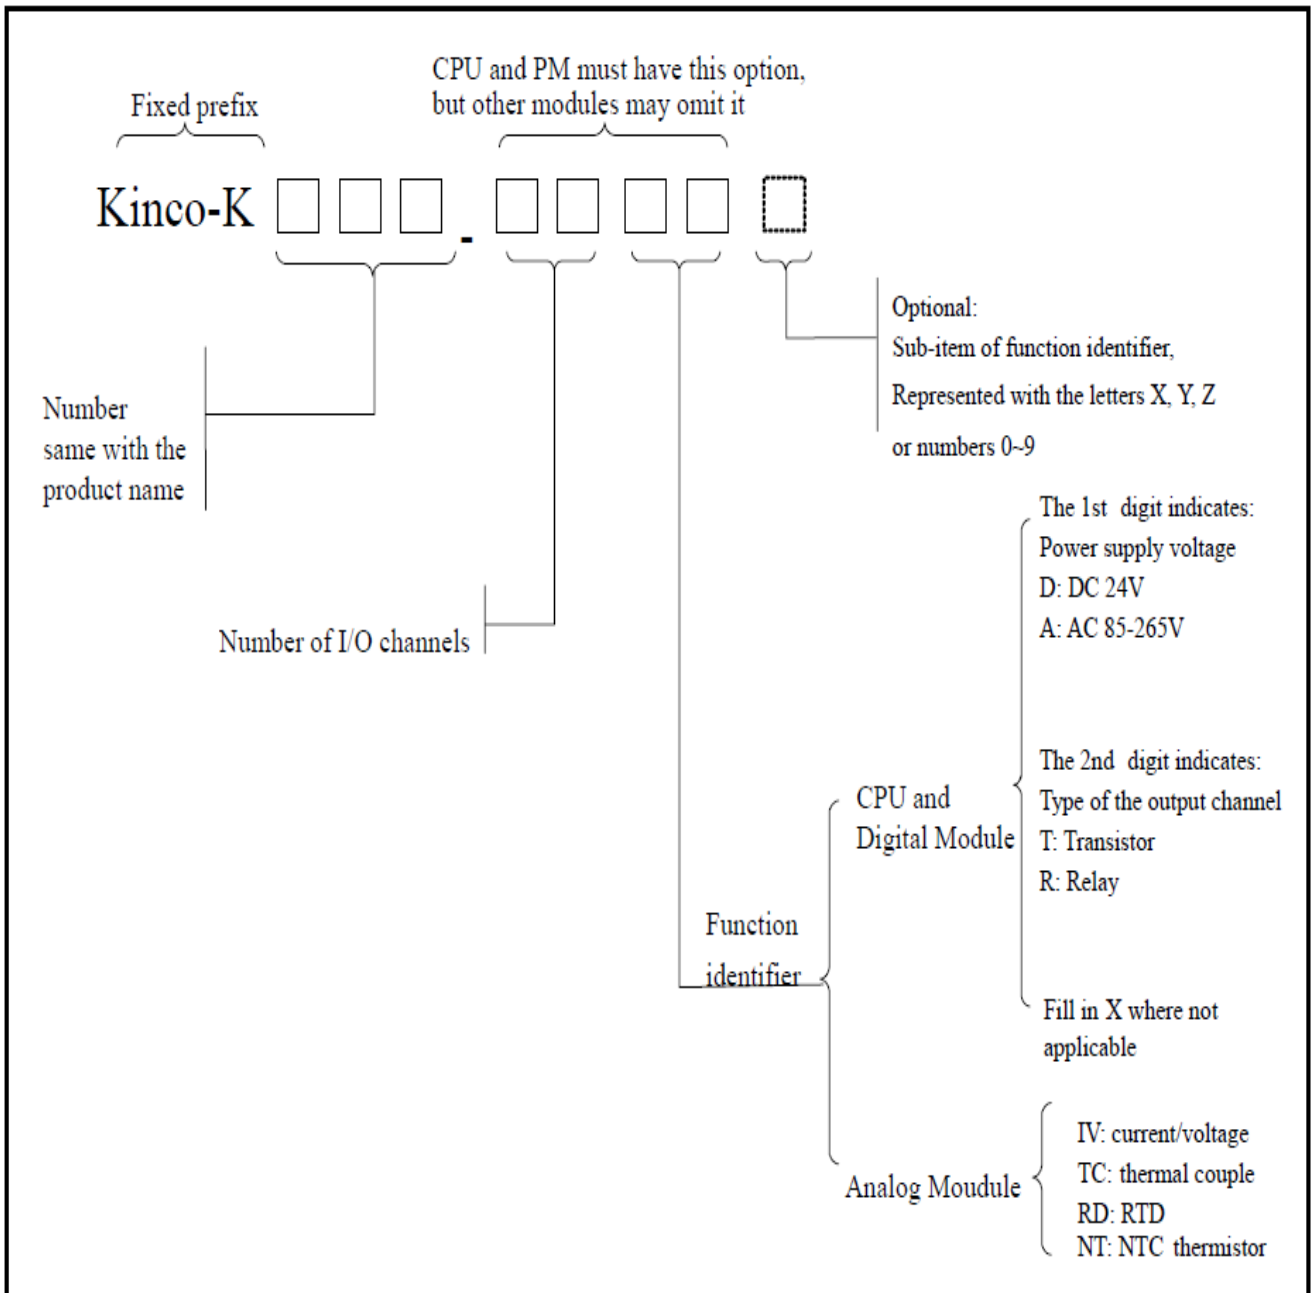 CPU and PM must have this option,
but other modules may omit it
Fixed prefix
Kinco-K -
Optional:
Sub-item of function identifier,
Represented with the letters X, Y, Z
or numbers 0~9
Number
same with the
product name
Number of I/O channels
The 1st digit indicates:
Power supply voltage
D: DC 24V
A: AC 85-265V
The 2nd digit indicates:
Type of the output channel
T: Transistor
R: Relay
CPU and
Digital Module
Fill in X where not
applicable
Function
identifier
Analog Moudule
IV: current/voltage
TC: thermal couple
RD: RTD
NT: NTC thermistor